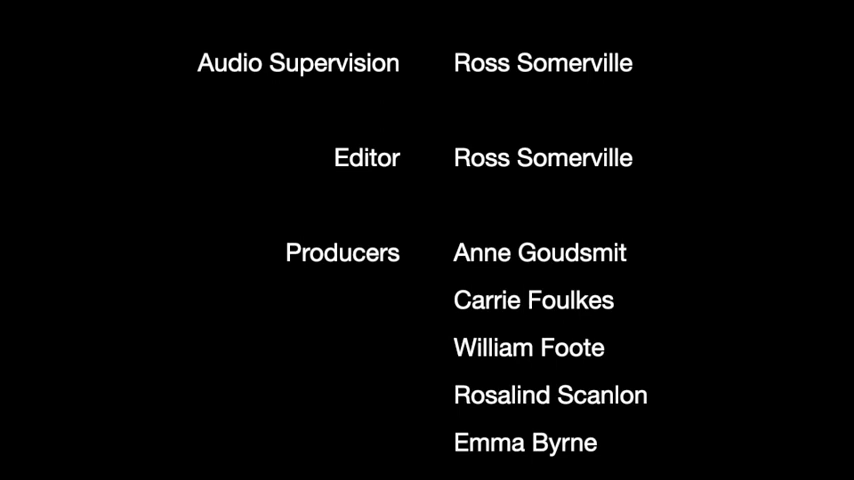 Audio Supervision Ross Somerville
Editor Ross Somerville
Producers Anne Goudsmit
Carrie Foulkes
William Foote
Rosalind Scanlon
Emma Byrne